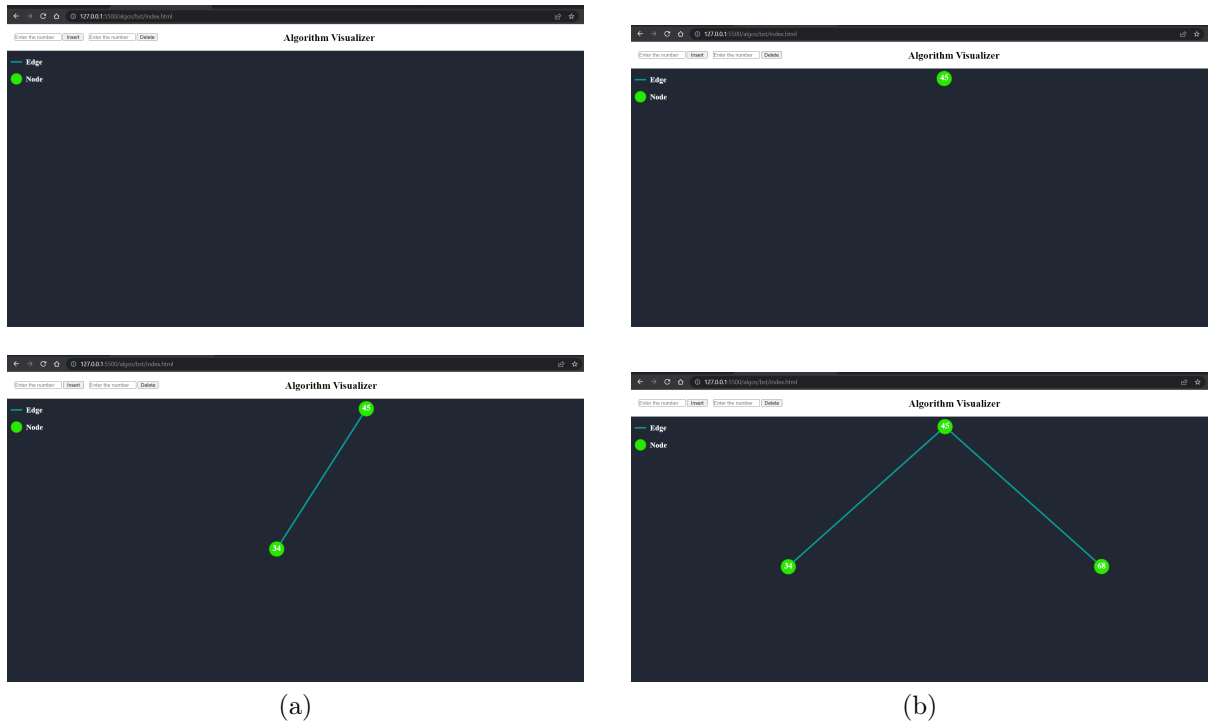 127.0.0.1:5500/algos/bst/index.html
Enter the number Insert Enter the number Delete Algorithm Visualizer
Edge
Node
127.0.0.1:5500/algos/bst/index.html
Enter the number Insert Enter the number Delete Algorithm Visualizer
Edge
45
Node
127.0.0.1:5500/algos/bst/index.html
Enter the number Insert Enter the number Delete Algorithm Visualizer
Edge
45
Node
34
127.0.0.1:5500/algos/bst/index.html
Enter the number Insert Enter the number Delete Algorithm Visualizer
Edge
45
Node
34 68
(a) (b)